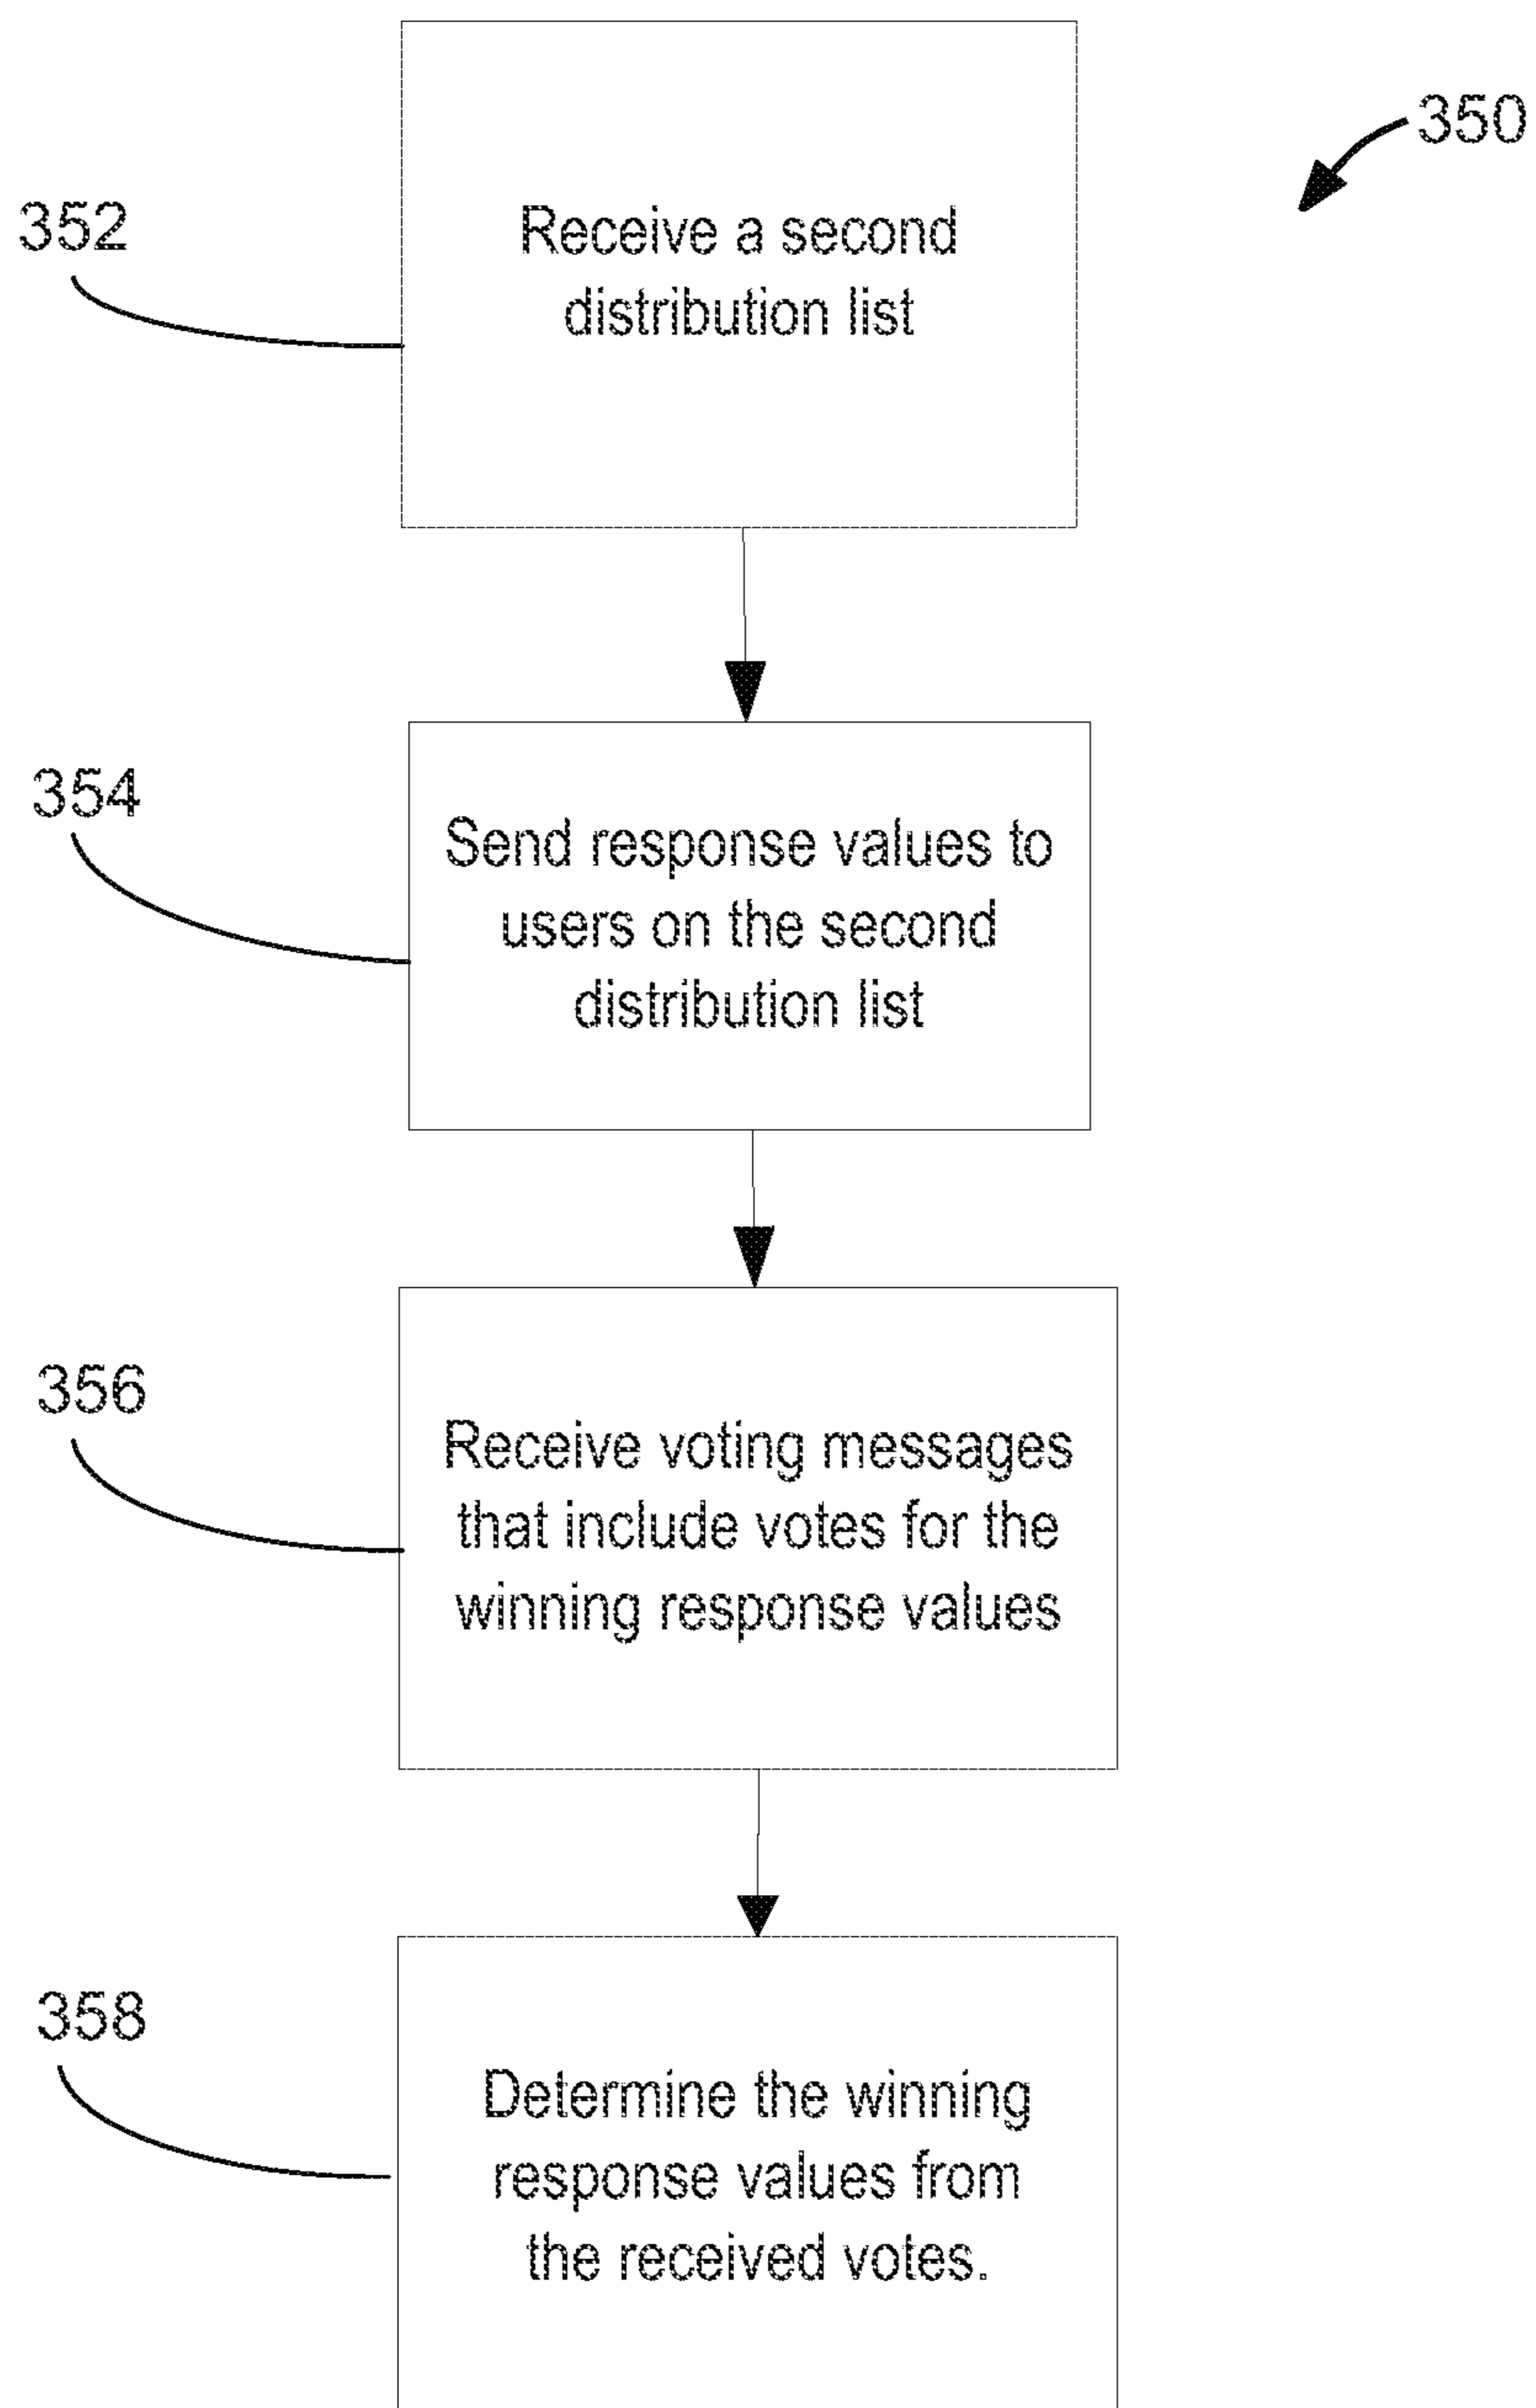 350
352
Receive a second
distribution list
354
Send response values to
users on the second
distribution list
356
Receive voting messages
that include votes for the
winning response values
358
Determine the winning
response values from
the received votes.